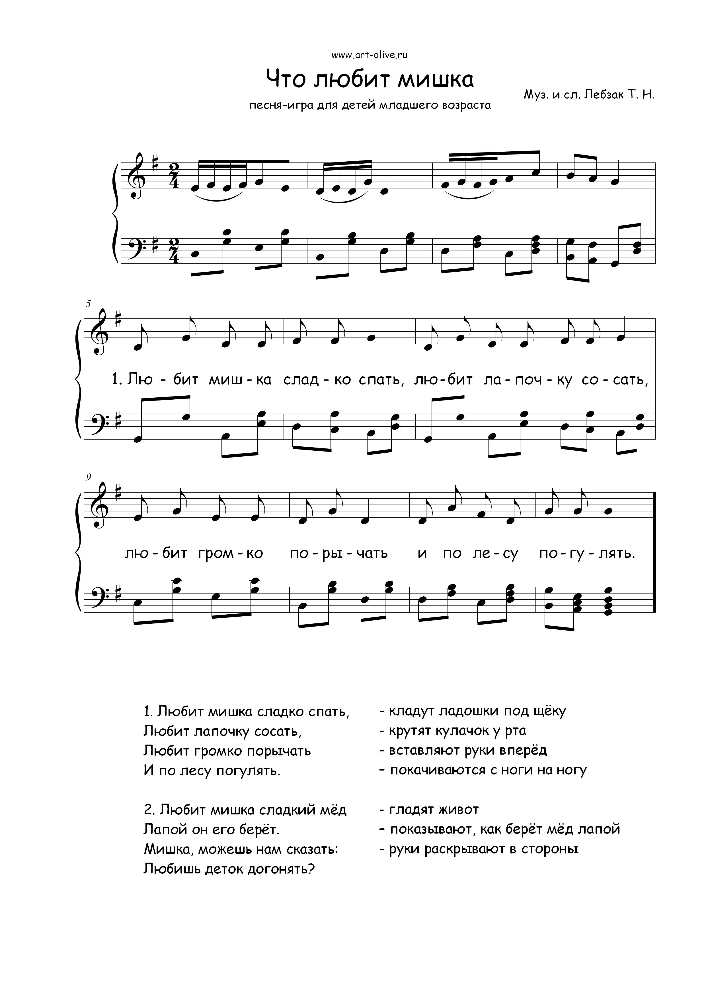 www.art-olive.ru
Что любит мишка
Муз. и сл. Лебзак Т. Н.
песня-игра для детей младшего возраста
2 4
2 4
5
1. Лю - бит миш - ка слад - ко спать, лю - бит ла - поч - ку со - сать,
9
лю - бит гром - ко по - ры - чать и по ле - су по - гу - лять.
1. Любит мишка сладко спать, - кладут ладошки под щёку
Любит лапочку сосать, - крутят кулачок у рта
Любит громко порычать - вставляют руки вперёд
И по лесу погулять. - покачиваются с ноги на ногу
2. Любит мишка сладкий мёд - гладят живот
Лапой он его берёт. - показывают, как берёт мёд лапой
Мишка, можешь нам сказать: - руки раскрывают в стороны
Любишь деток догонять?